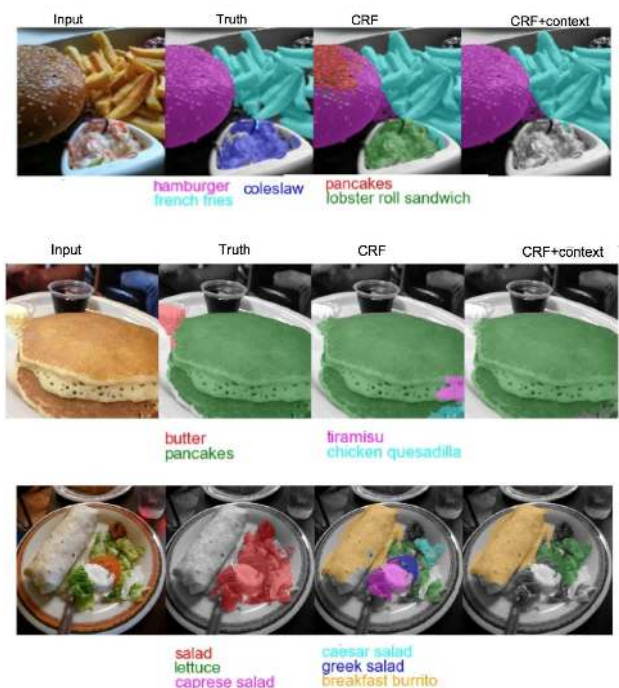 Input Truth CRF CRF+context
hamburger coleslaw pancakes
french fries lobster roll sandwich
Input Truth CRF CRF+context
butter tiramisu
pancakes chicken quesadilla
salad caesar salad
lettuce greek salad
caprese salad breakfast burrito